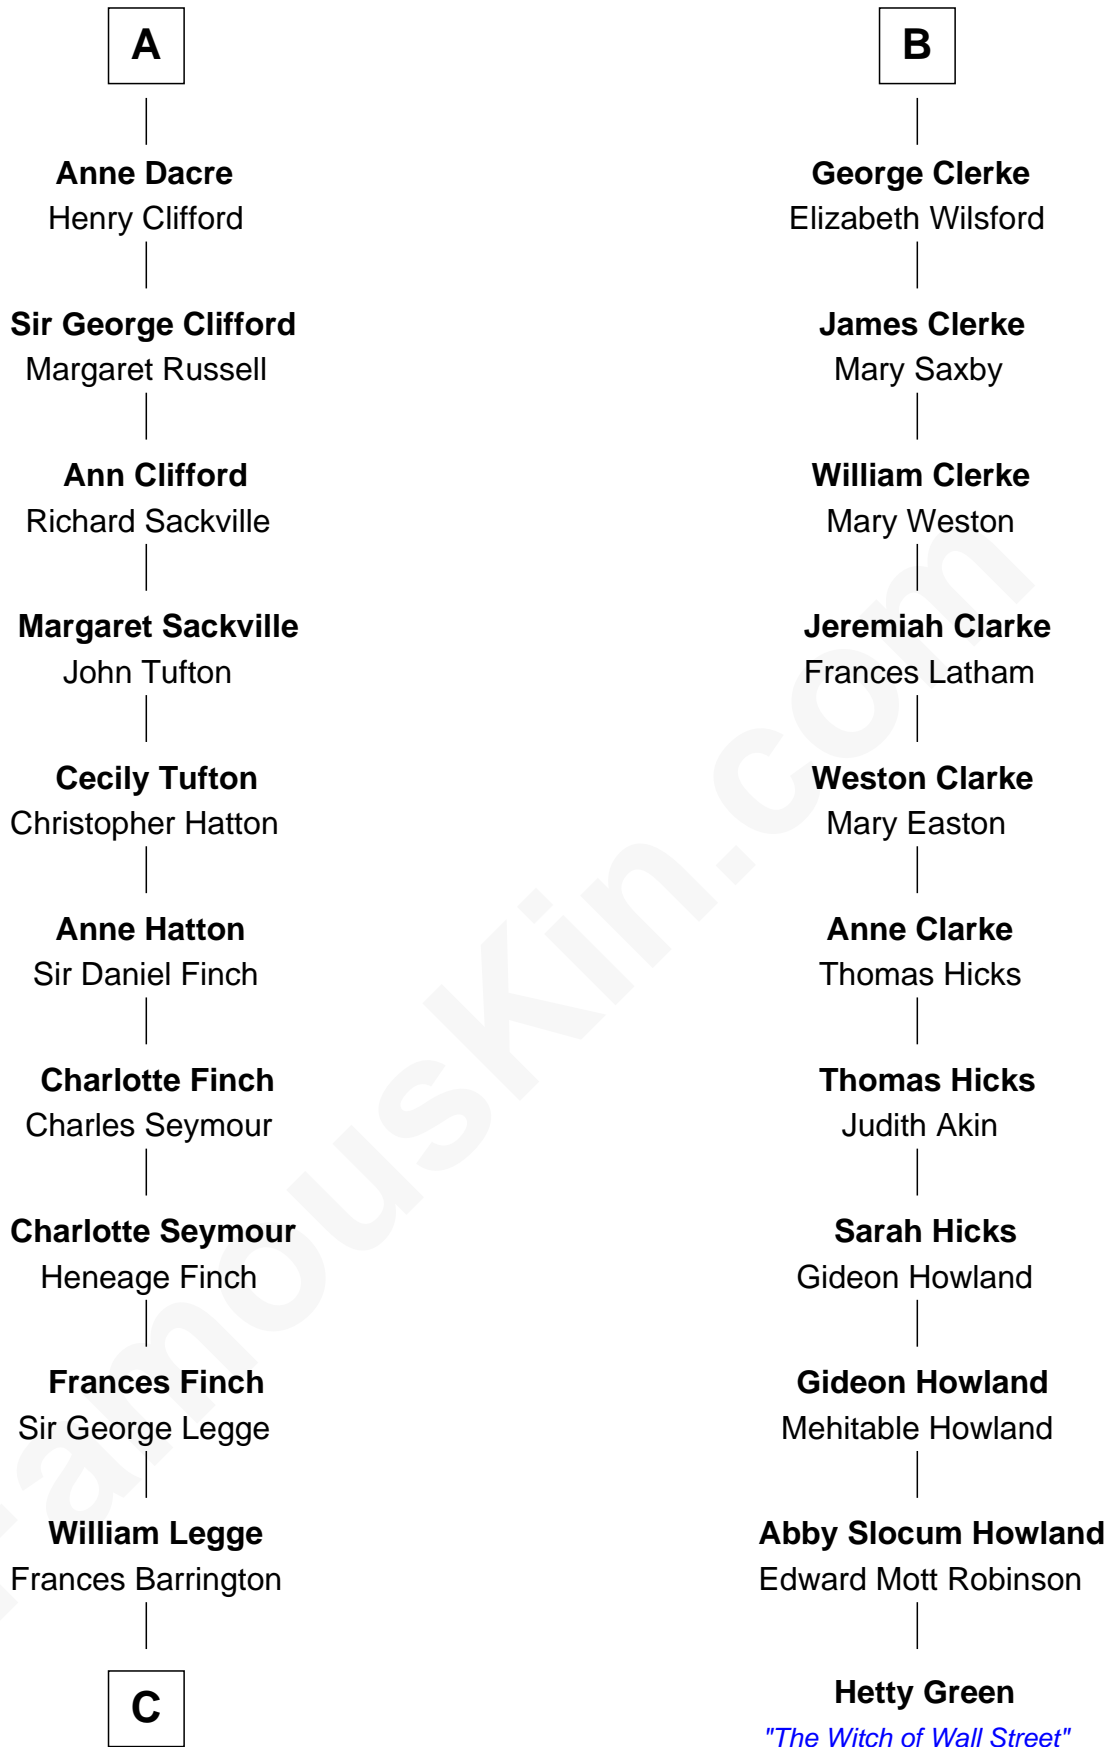 A
Anne Dacre
Henry Clifford
Sir George Clifford
Margaret Russell
Ann Clifford
Richard Sackville
Margaret Sackville
John Tufton
Cecily Tufton
Christopher Hatton
Anne Hatton
Sir Daniel Finch
Charlotte Finch
Charles Seymour
Charlotte Seymour
Heneage Finch
Frances Finch
Sir George Legge
William Legge
Frances Barrington
C
B
George Clerke
Elizabeth Wilsford
James Clerke
Mary Saxby
William Clerke
Mary Weston
Jeremiah Clarke
Frances Latham
Weston Clarke
Mary Easton
Anne Clarke
Thomas Hicks
Thomas Hicks
Judith Akin
Sarah Hicks
Gideon Howland
Gideon Howland
Mehitable Howland
Abby Slocum Howland
Edward Mott Robinson
Hetty Green
"The Witch of Wall Street"
FamousKin.com